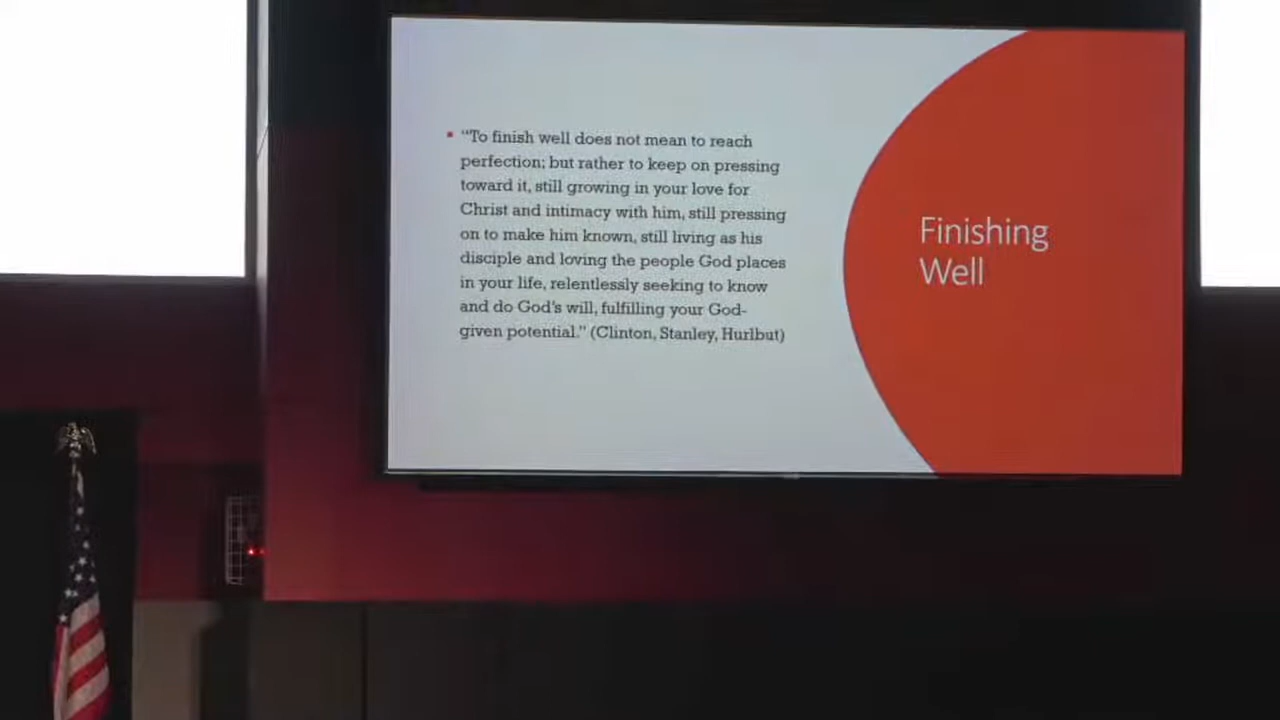 "To finish well does not mean to reach
perfection; but rather to keep on pressing
toward it, still growing in your love for
Christ and intimacy with him, still pressing
on to make him known, still living as his
disciple and loving the people God places
in your life, relentlessly seeking to know
and do God's will, fulfilling your God-
given potential." (Clinton, Stanley, Hurlbut)
Finishing
Well